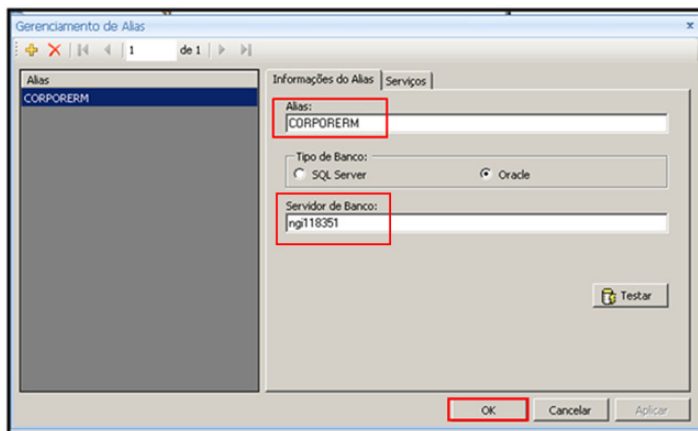 Gerenciamento de Alias
x
1 de 1
Alias
CORPORERM
Informações do Alias
Serviços
Alias:
CORPORERM
Tipo de Banco:
SQL Server
Oracle
Servidor de Banco:
ngi118351
Testar
OK
Cancelar
Aplicar